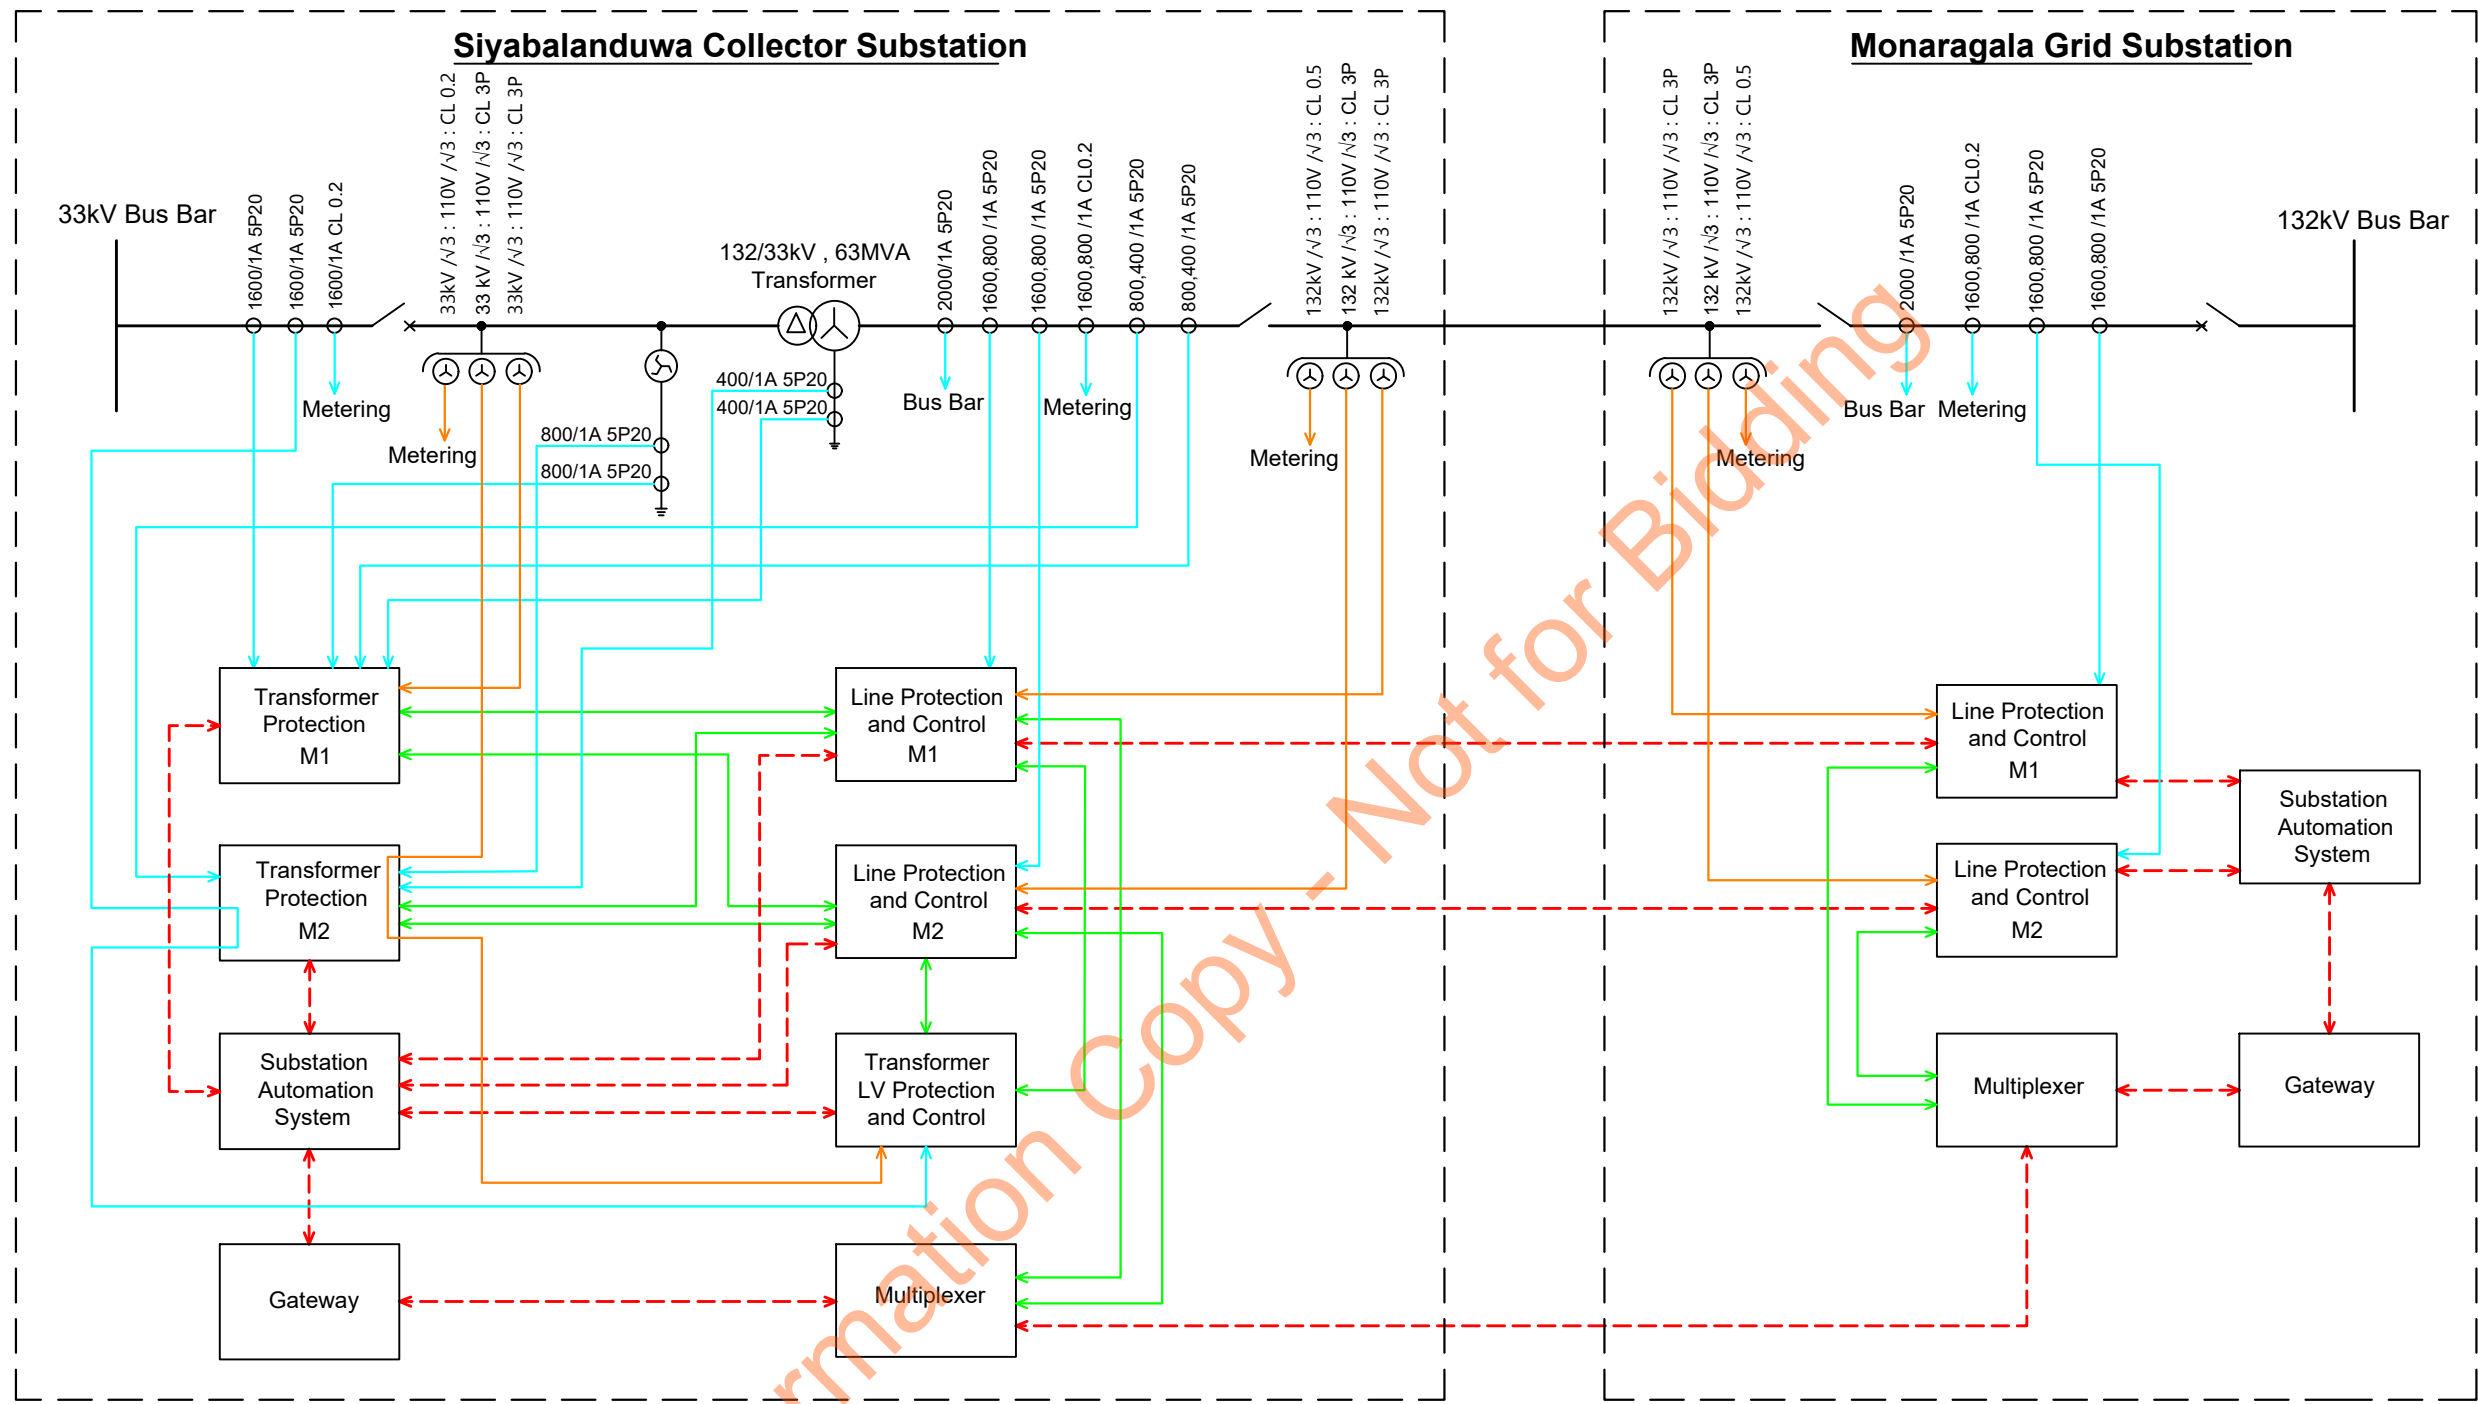 Siyabalanduwa Collector Substation
Monaragala Grid Substation
33kV Bus Bar
1600/1A 5P20
1600/1A 5P20
1600/1A CL 0.2
33kV /√3 : 110V /√3 : CL 0.2
33 kV /√3 : 110V /√3 : CL 3P
33kV /√3 : 110V /√3 : CL 3P
132/33kV , 63MVA
Transformer
2000/1A 5P20
1600,800 /1A 5P20
1600,800 /1A 5P20
1600,800 /1A CL0.2
800,400 /1A 5P20
800,400 /1A 5P20
132kV /√3 : 110V /√3 : CL 0.5
132 kV /√3 : 110V /√3 : CL 3P
132kV /√3 : 110V /√3 : CL 3P
132kV /√3 : 110V /√3 : CL 3P
132 kV /√3 : 110V /√3 : CL 3P
132kV /√3 : 110V /√3 : CL 0.5
2000 /1A 5P20
1600,800 /1A CL0.2
1600,800 /1A 5P20
1600,800 /1A 5P20
132kV Bus Bar
Metering
Metering
400/1A 5P20
400/1A 5P20
800/1A 5P20
800/1A 5P20
Bus Bar
Metering
Metering
Metering
Bus Bar
Metering
Transformer
Protection
M1
Line Protection
and Control
M1
Line Protection
and Control
M1
Transformer
Protection
M2
Line Protection
and Control
M2
Line Protection
and Control
M2
Substation
Automation
System
Substation
Automation
System
Transformer
LV Protection
and Control
Multiplexer
Gateway
Gateway
Multiplexer
rmation Copy - Not for Bidding